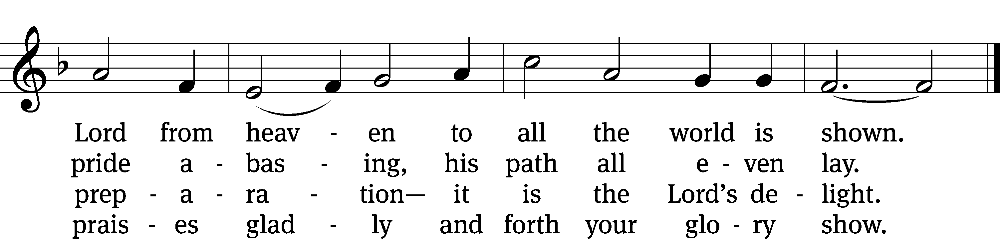 Lord from heav - en to all the world is shown.
pride a - bas - ing, his path all e - ven lay.
prep - a - ra - tion— it is the Lord’s de - light.
prais - es glad - ly and forth your glo - ry show.